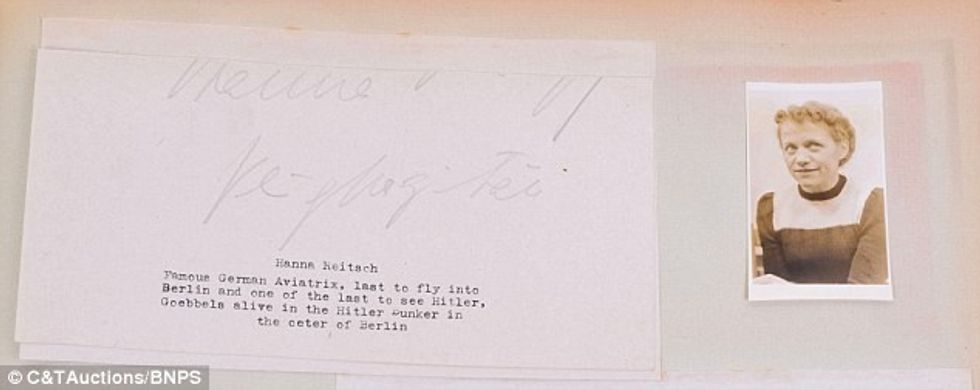 Hanna
Hanna Reitsch
Famous German Aviatrix, last to fly into
Berlin and one of the last to see Hitler,
Goebbels alive in the Hitler Bunker in
the ceter of Berlin
© C&TAuctions/BNPS